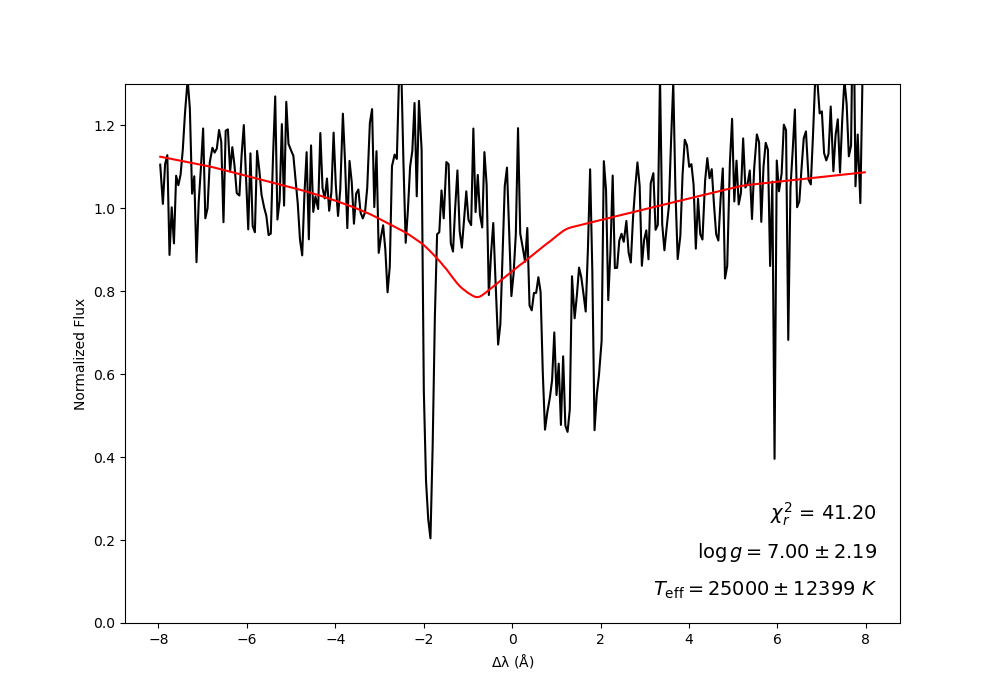 1.2
1.0
0.8
0.6
0.4
0.2
0.0
Normalized Flux
χ²ᵣ = 41.20
log g = 7.00 ± 2.19
T_eff = 25000 ± 12399 K
−8 −6 −4 −2 0 2 4 6 8
Δλ (Å)